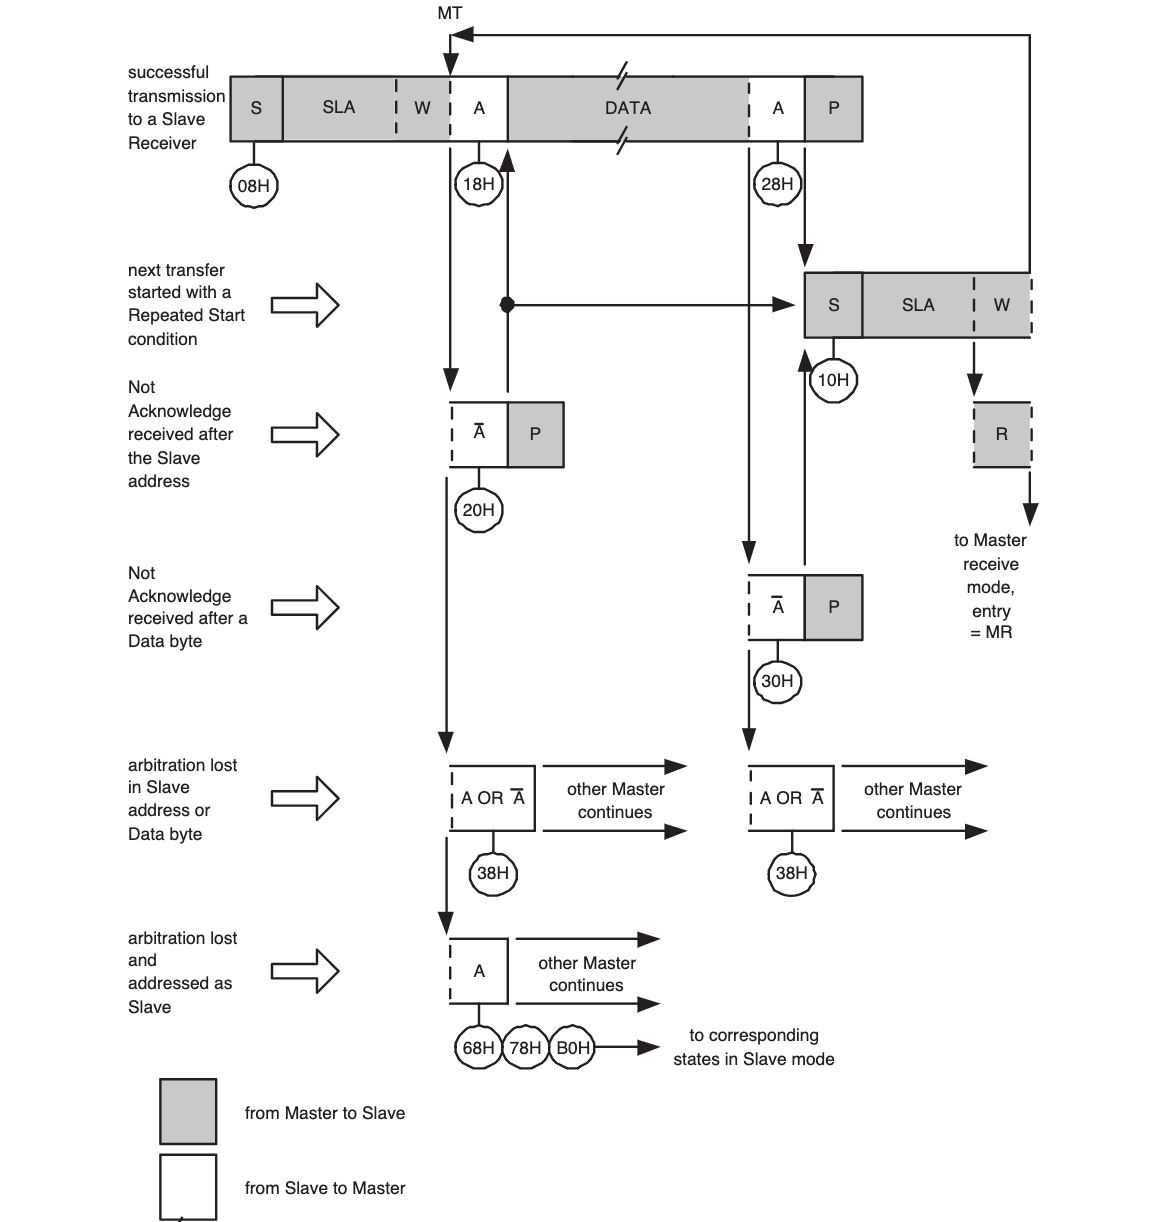 MT
successful
transmission
to a Slave
Receiver
S SLA W A DATA A P
08H 18H 28H
next transfer
started with a
Repeated Start
condition
S SLA W
10H
Not
Acknowledge
received after
the Slave
address
A̅ P
R
20H
to Master
receive
mode,
entry
= MR
Not
Acknowledge
received after a
Data byte
A̅ P
30H
arbitration lost
in Slave
address or
Data byte
A OR A̅
other Master
continues
A OR A̅
other Master
continues
38H 38H
arbitration lost
and
addressed as
Slave
A
other Master
continues
68H 78H B0H
to corresponding
states in Slave mode
from Master to Slave
from Slave to Master